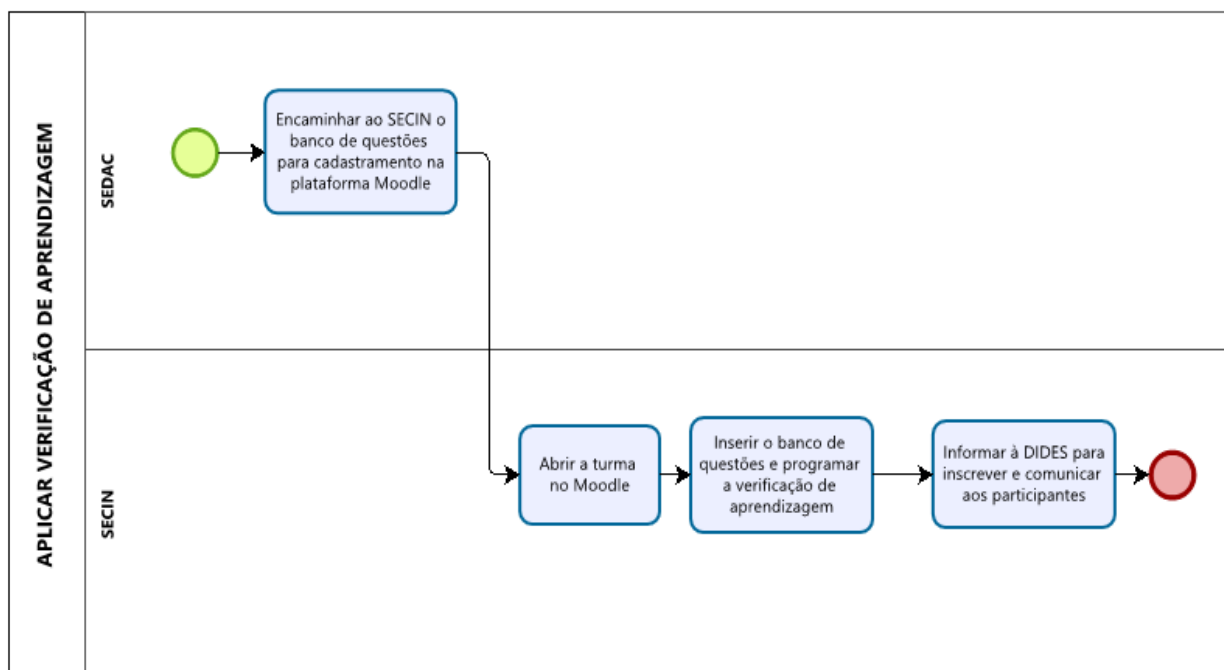 APLICAR VERIFICAÇÃO DE APRENDIZAGEM
SEDAC
Encaminhar ao SECIN o
banco de questões
para cadastramento na
plataforma Moodle
SECIN
Abrir a turma
no Moodle
Inserir o banco de
questões e programar
a verificação de
aprendizagem
Informar à DIDES para
inscrever e comunicar
aos participantes